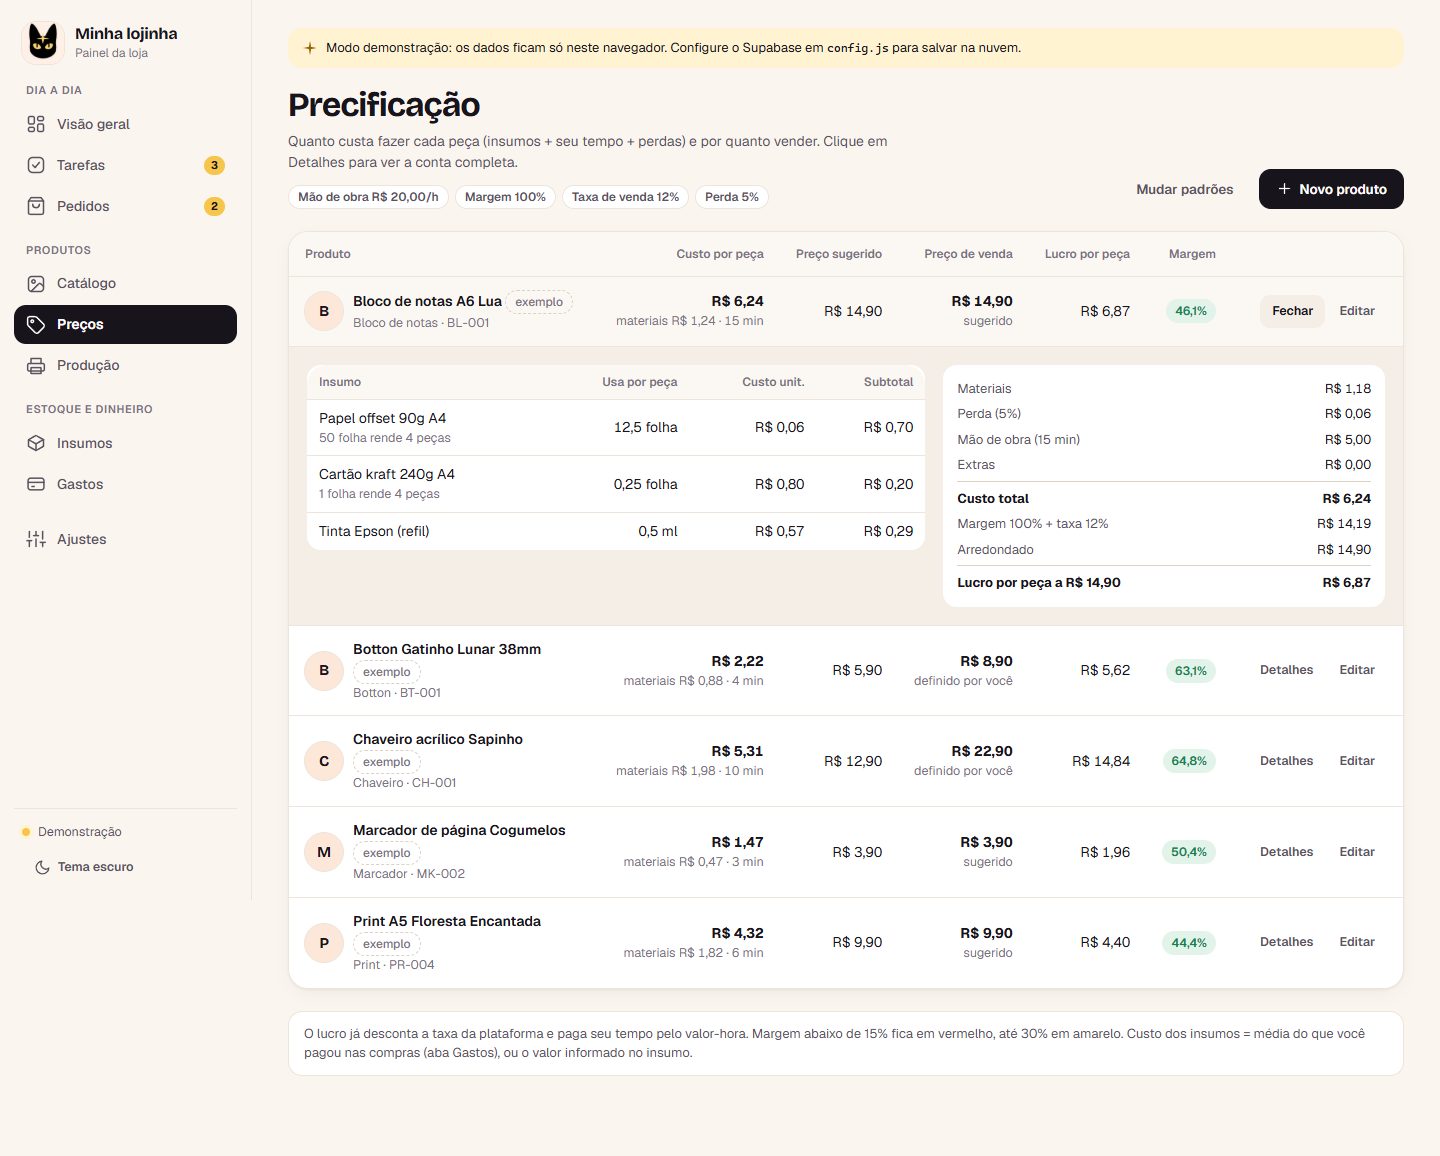 Minha lojinha
Painel da loja
DIA A DIA
Visão geral
Tarefas 3
Pedidos 2
PRODUTOS
Catálogo
Preços
Produção
ESTOQUE E DINHEIRO
Insumos
Gastos
Ajustes
Demonstração
Tema escuro
Modo demonstração: os dados ficam só neste navegador. Configure o Supabase em config.js para salvar na nuvem.
Precificação
Quanto custa fazer cada peça (insumos + seu tempo + perdas) e por quanto vender. Clique em
Detalhes para ver a conta completa.
Mão de obra R$ 20,00/h Margem 100% Taxa de venda 12% Perda 5%
Mudar padrões
Novo produto
Produto Custo por peça Preço sugerido Preço de venda Lucro por peça Margem
B Bloco de notas A6 Lua exemplo
Bloco de notas · BL-001
R$ 6,24
materiais R$ 1,24 · 15 min
R$ 14,90
R$ 14,90
sugerido
R$ 6,87
46,1%
Fechar Editar
Insumo Usa por peça Custo unit. Subtotal
Papel offset 90g A4
50 folha rende 4 peças
12,5 folha R$ 0,06 R$ 0,70
Cartão kraft 240g A4
1 folha rende 4 peças
0,25 folha R$ 0,80 R$ 0,20
Tinta Epson (refil) 0,5 ml R$ 0,57 R$ 0,29
Materiais R$ 1,18
Perda (5%) R$ 0,06
Mão de obra (15 min) R$ 5,00
Extras R$ 0,00
Custo total R$ 6,24
Margem 100% + taxa 12% R$ 14,19
Arredondado R$ 14,90
Lucro por peça a R$ 14,90 R$ 6,87
B Botton Gatinho Lunar 38mm
exemplo
Botton · BT-001
R$ 2,22
materiais R$ 0,88 · 4 min
R$ 5,90
R$ 8,90
definido por você
R$ 5,62
63,1%
Detalhes Editar
C Chaveiro acrílico Sapinho
exemplo
Chaveiro · CH-001
R$ 5,31
materiais R$ 1,98 · 10 min
R$ 12,90
R$ 22,90
definido por você
R$ 14,84
64,8%
Detalhes Editar
M Marcador de página Cogumelos
exemplo
Marcador · MK-002
R$ 1,47
materiais R$ 0,47 · 3 min
R$ 3,90
R$ 3,90
sugerido
R$ 1,96
50,4%
Detalhes Editar
P Print A5 Floresta Encantada
exemplo
Print · PR-004
R$ 4,32
materiais R$ 1,82 · 6 min
R$ 9,90
R$ 9,90
sugerido
R$ 4,40
44,4%
Detalhes Editar
O lucro já desconta a taxa da plataforma e paga seu tempo pelo valor-hora. Margem abaixo de 15% fica em vermelho, até 30% em amarelo. Custo dos insumos = média do que você
pagou nas compras (aba Gastos), ou o valor informado no insumo.